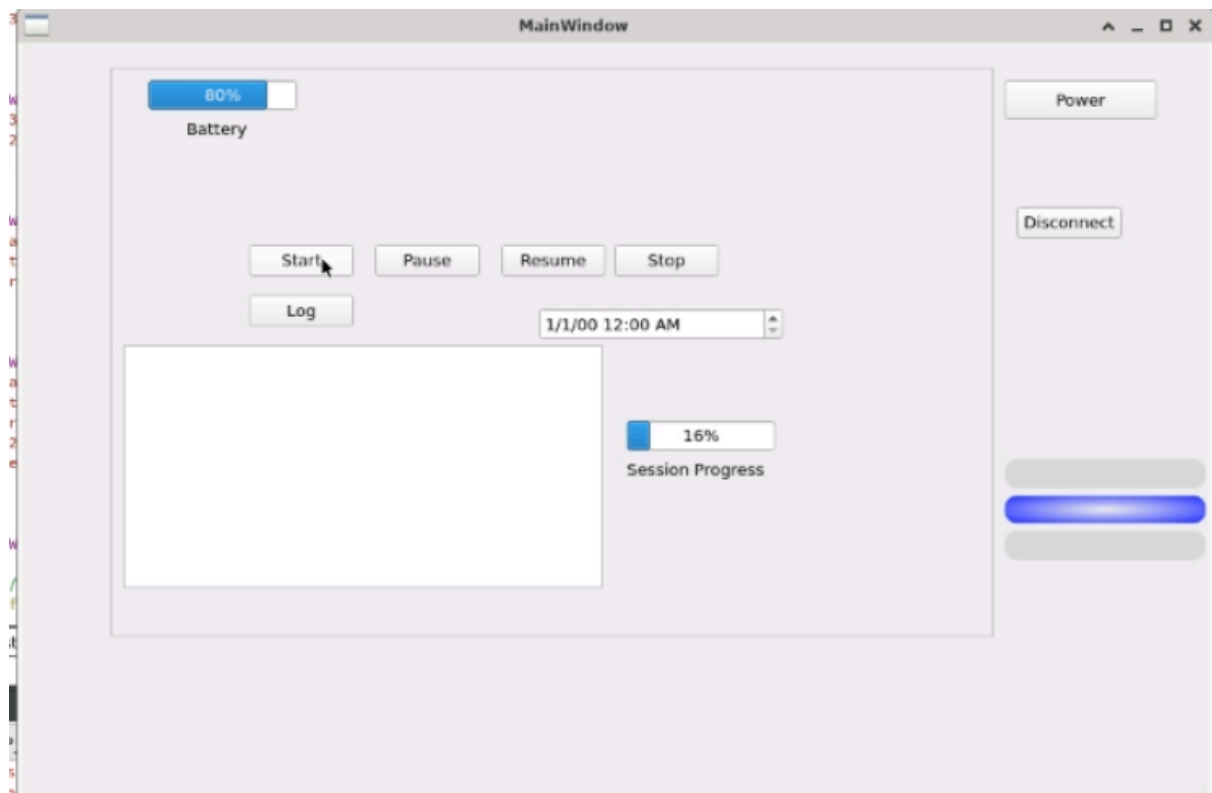 MainWindow
80%
Battery
Power
Disconnect
Start Pause Resume Stop
Log
1/1/00 12:00 AM
16%
Session Progress